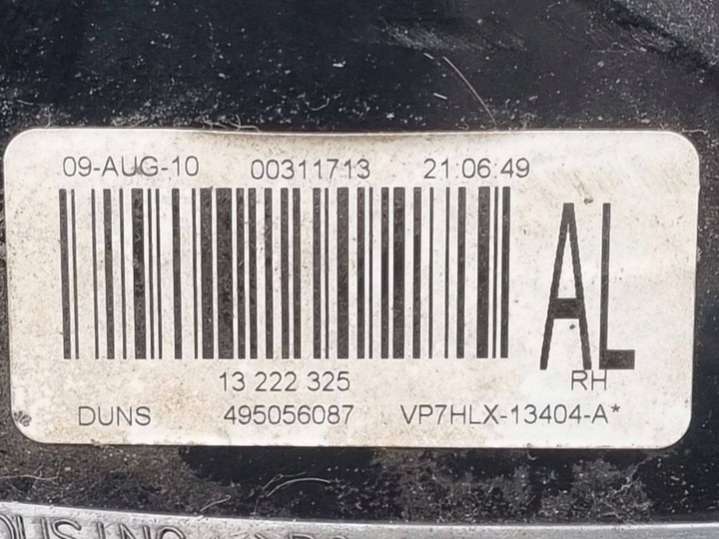 09-AUG-10 00311713 21:06:49
AL
13 222 325 RH
DUNS 495056087 VP7HLX-13404-A*